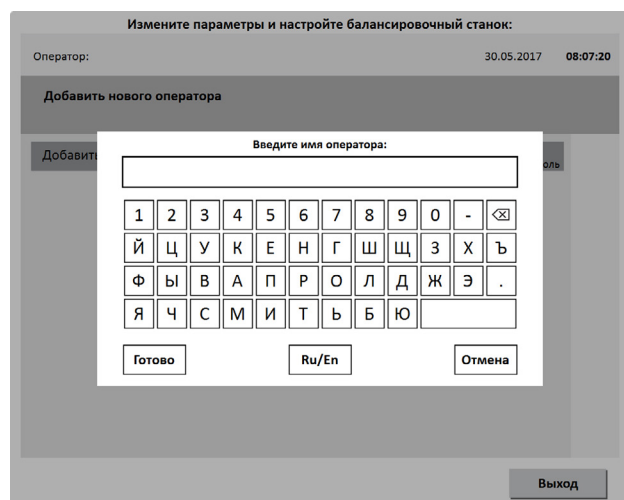 Измените параметры и настройте балансировочный станок:
Оператор: 30.05.2017 08:07:20
Добавить нового оператора
Введите имя оператора:
Добавить оль
1 2 3 4 5 6 7 8 9 0 -
Й Ц У К Е Н Г Ш Щ З Х Ъ
Ф Ы В А П Р О Л Д Ж Э .
Я Ч С М И Т Ь Б Ю
Готово Ru/En Отмена
Выход